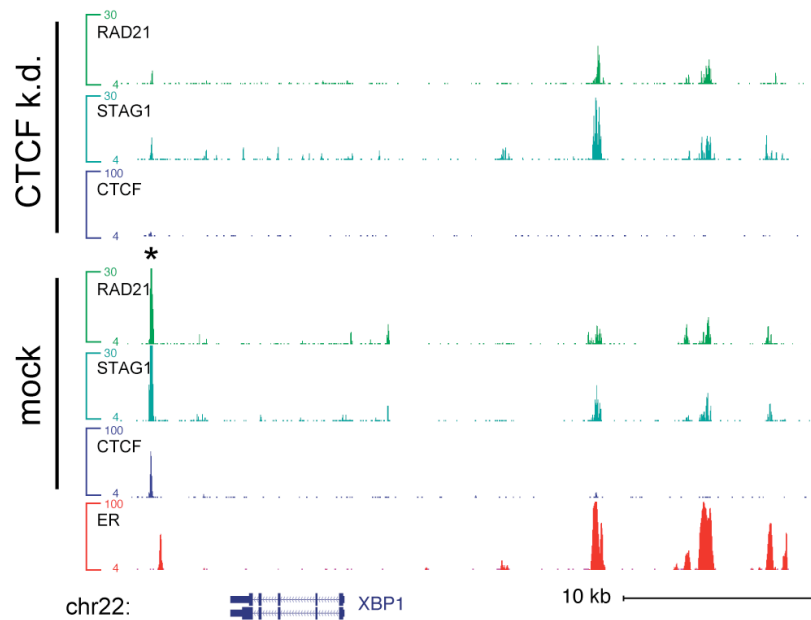 CTCF k.d.
30
RAD21
4
30
STAG1
4
100
CTCF
4
*
mock
30
RAD21
4
30
STAG1
4
100
CTCF
4
100
ER
4
chr22:
XBP1
10 kb